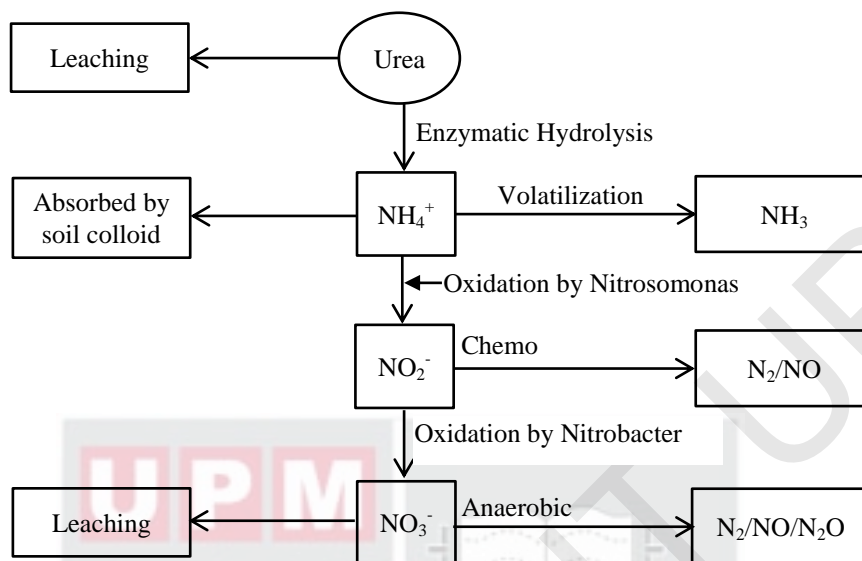 Leaching
Urea
Enzymatic Hydrolysis
Absorbed by
soil colloid
NH₄⁺
Volatilization
NH₃
Oxidation by Nitrosomonas
NO₂⁻
Chemo
N₂/NO
Oxidation by Nitrobacter
UPM
Leaching
NO₃⁻
Anaerobic
N₂/NO/N₂O